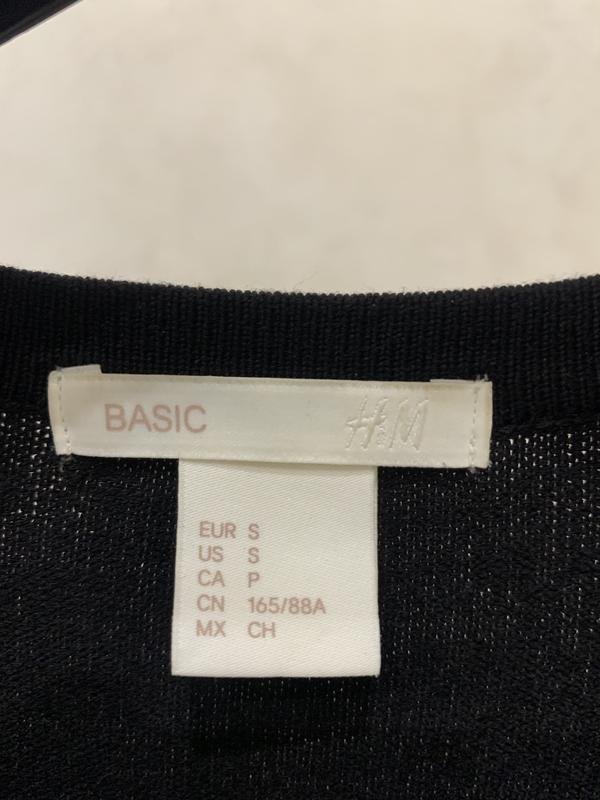 BASIC H&M
EUR S
US S
CA P
CN 165/88A
MX CH